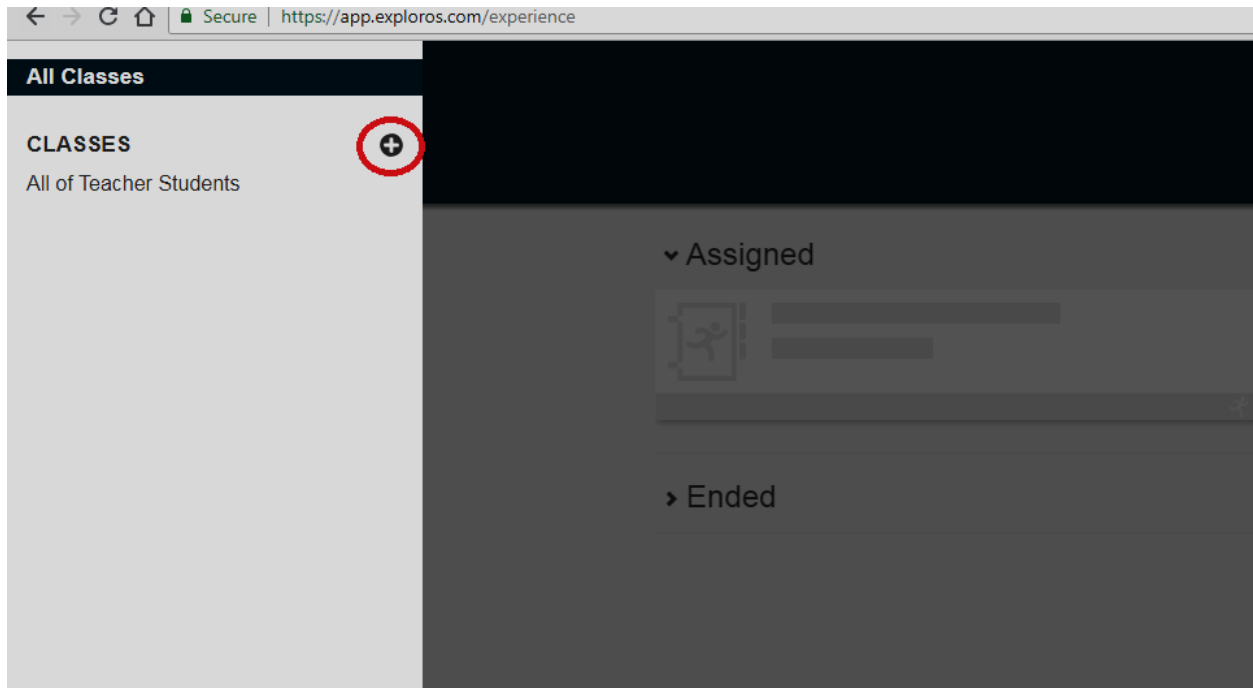 Secure | https://app.exploros.com/experience
All Classes
CLASSES
All of Teacher Students
Assigned
Ended